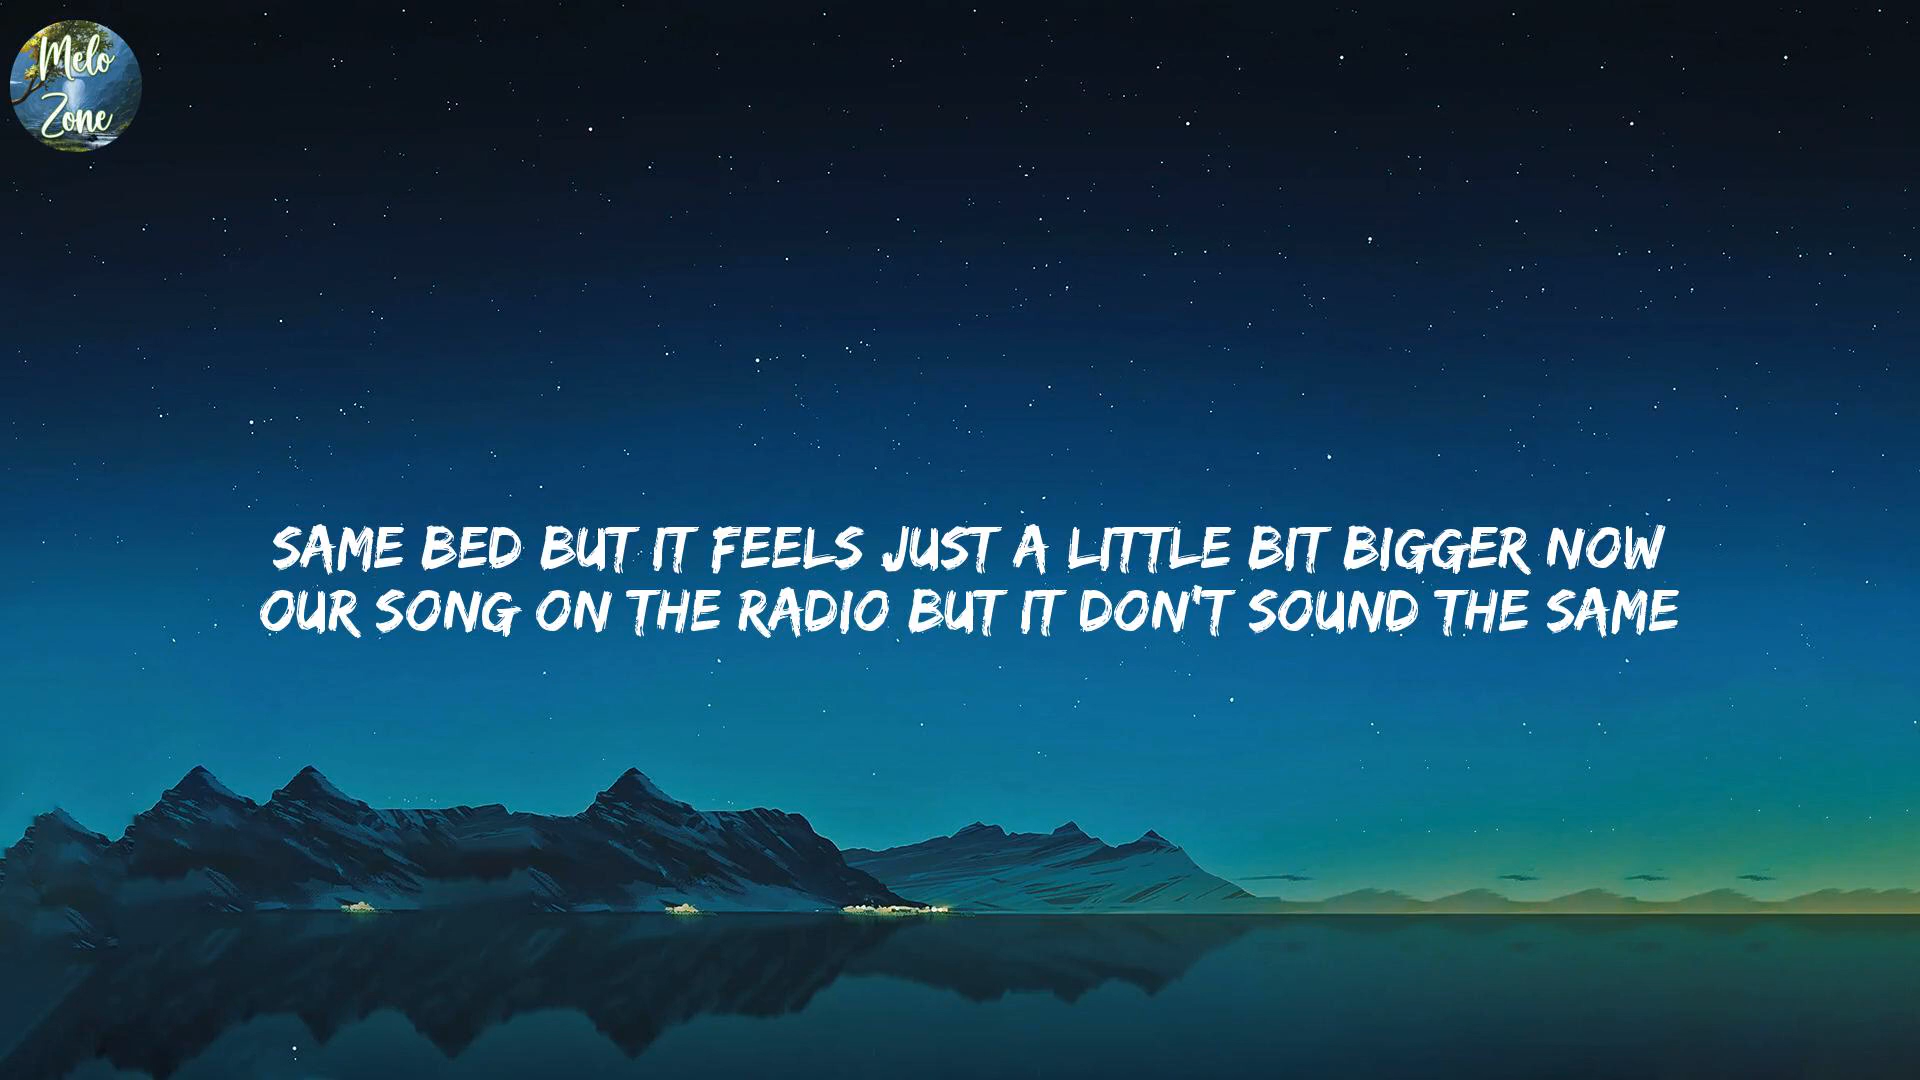 Melo
Zone
SAME BED BUT IT FEELS JUST A LITTLE BIT BIGGER NOW
OUR SONG ON THE RADIO BUT IT DON'T SOUND THE SAME